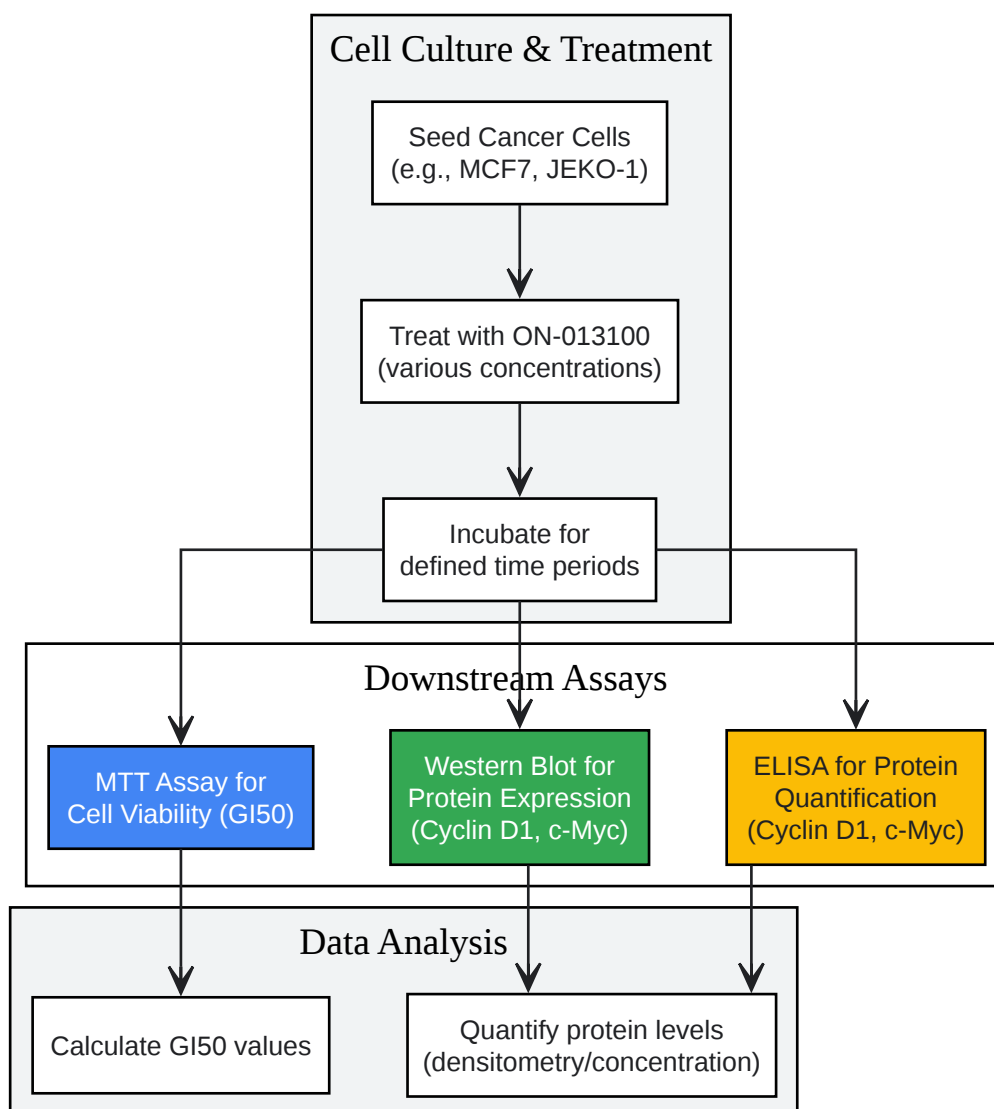 Cell Culture & Treatment
Seed Cancer Cells
(e.g., MCF7, JEKO-1)
Treat with ON-013100
(various concentrations)
Incubate for
defined time periods
Downstream Assays
MTT Assay for
Cell Viability (GI50)
Western Blot for
Protein Expression
(Cyclin D1, c-Myc)
ELISA for Protein
Quantification
(Cyclin D1, c-Myc)
Data Analysis
Calculate GI50 values
Quantify protein levels
(densitometry/concentration)